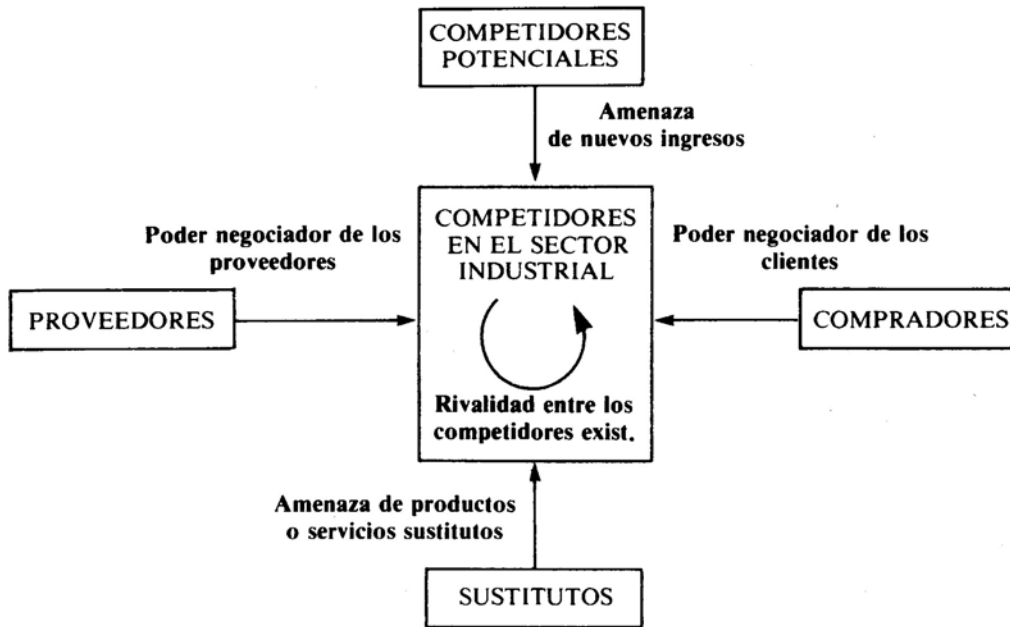 COMPETIDORES
POTENCIALES
Amenaza
de nuevos ingresos
COMPETIDORES
EN EL SECTOR
INDUSTRIAL
Poder negociador de los
proveedores
Poder negociador de los
clientes
PROVEEDORES
COMPRADORES
Rivalidad entre los
competidores exist.
Amenaza de productos
o servicios sustitutos
SUSTITUTOS